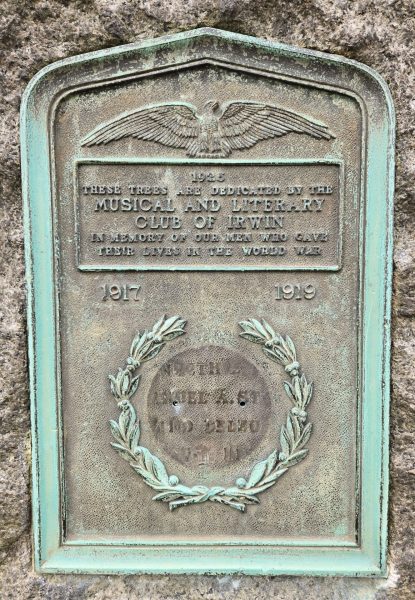 1925
THESE TREES ARE DEDICATED BY THE
MUSICAL AND LITERARY
CLUB OF IRWIN
IN MEMORY OF OUR MEN WHO GAVE
THEIR LIVES IN THE WORLD WAR
1917 1919